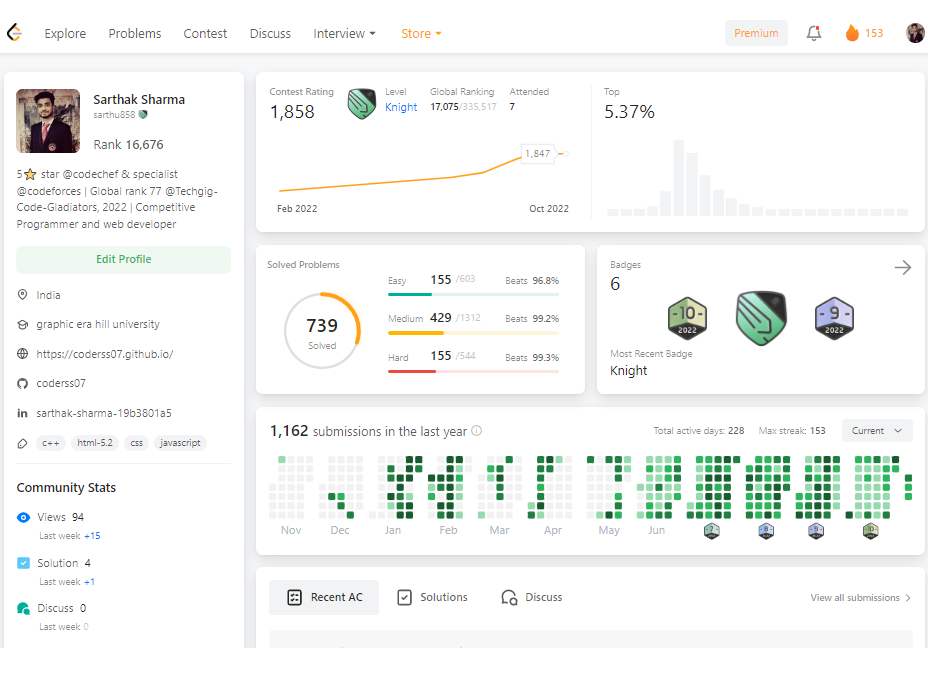 Explore Problems Contest Discuss Interview Store Premium 153
Sarthak Sharma
sarthu858
Rank 16,676
5⭐ star @codechef & specialist
@codeforces | Global rank 77 @Techgig-
Code-Gladiators, 2022 | Competitive
Programmer and web developer
Edit Profile
India
graphic era hill university
https://coderss07.github.io/
coderss07
sarthak-sharma-19b3801a5
c++ html-5.2 css javascript
Community Stats
Views 94
Last week +15
Solution 4
Last week +1
Discuss 0
Last week 0
Contest Rating
1,858
Level
Knight
Global Ranking
17,075/335,517
Attended
7
1,847
Feb 2022 Oct 2022
Top
5.37%
Solved Problems
739
Solved
Easy 155 /603 Beats 96.8%
Medium 429 /1312 Beats 99.2%
Hard 155 /544 Beats 99.3%
Badges
6
-10-
2022
-9-
2022
Most Recent Badge
Knight
1,162 submissions in the last year
Total active days: 228 Max streak: 153 Current
Nov Dec Jan Feb Mar Apr May Jun
Recent AC Solutions Discuss View all submissions